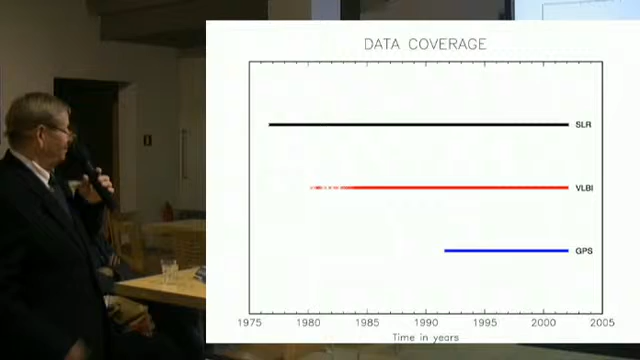 DATA COVERAGE
SLR
VLBI
GPS
1975 1980 1985 1990 1995 2000 2005
Time in years